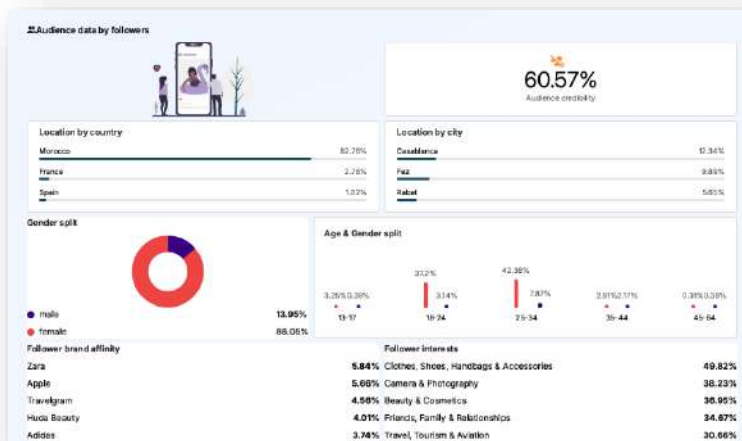 Audience data by followers
60.57%
Audience credibility
Location by country
Morocco 82.76%
France 2.76%
Spain 1.02%
Location by city
Casablanca 12.34%
Fez 9.89%
Rabat 5.65%
Gender split
male 13.95%
female 86.05%
Age & Gender split
37.2% 42.38%
3.25% 0.38% 3.14% 7.87% 2.91% 2.17% 0.31% 0.38%
13-17 18-24 25-34 35-44 45-64
Follower brand affinity
Zara 5.84%
Apple 5.66%
Travelgram 4.56%
Huda Beauty 4.01%
Adidas 3.74%
Follower interests
Clothes, Shoes, Handbags & Accessories 49.82%
Camera & Photography 38.23%
Beauty & Cosmetics 36.95%
Friends, Family & Relationships 34.67%
Travel, Tourism & Aviation 30.66%